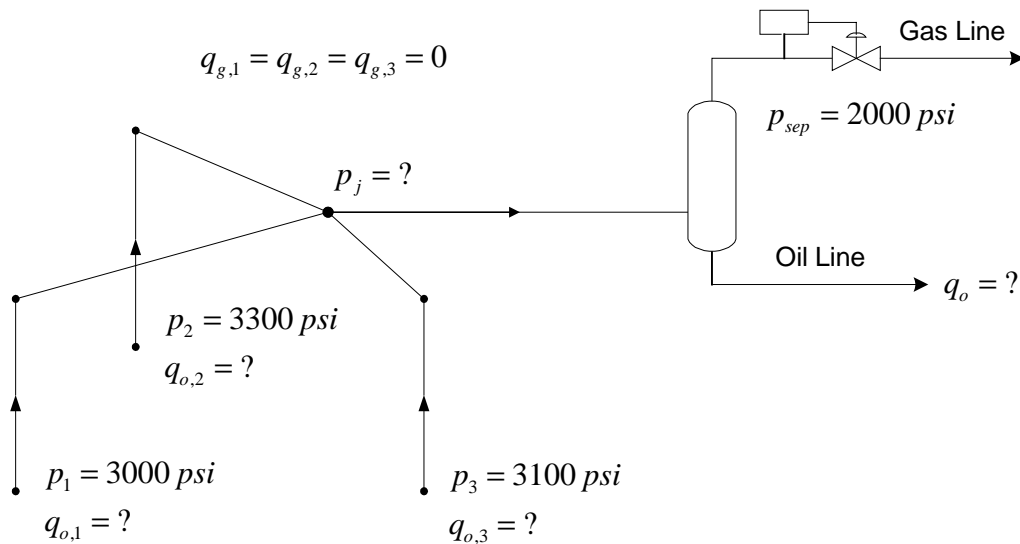 Gas Line
q_{g,1} = q_{g,2} = q_{g,3} = 0
p_{sep} = 2000 psi
p_j = ?
Oil Line
q_o = ?
p_2 = 3300 psi
q_{o,2} = ?
p_1 = 3000 psi
q_{o,1} = ?
p_3 = 3100 psi
q_{o,3} = ?